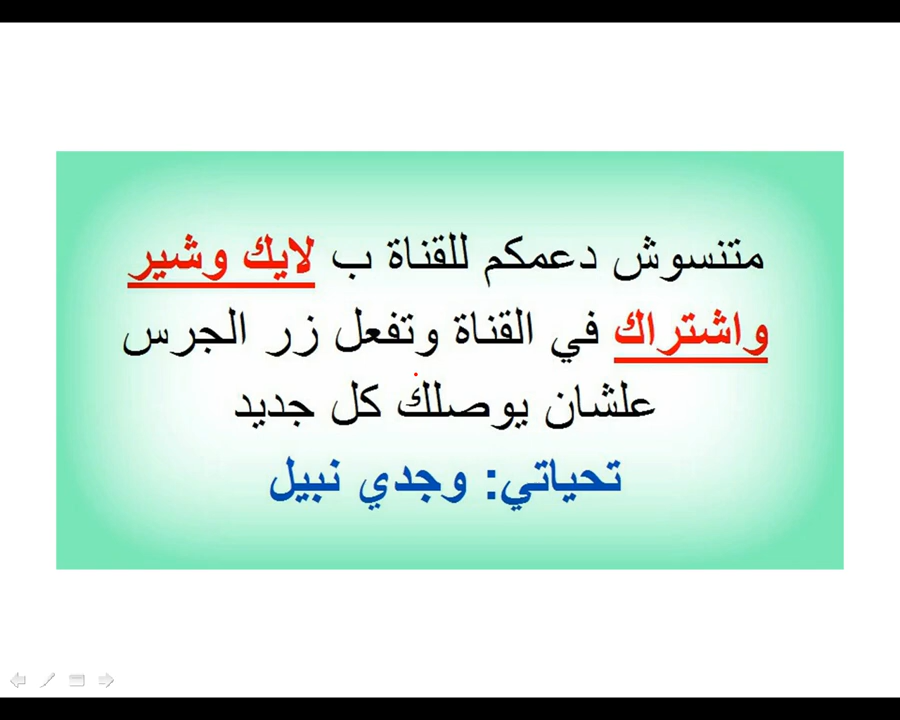 متنسوش دعمكم للقناة ب لايك وشير
واشتراك في القناة وتفعل زر الجرس
علشان يوصلك كل جديد
تحياتي: وجدي نبيل